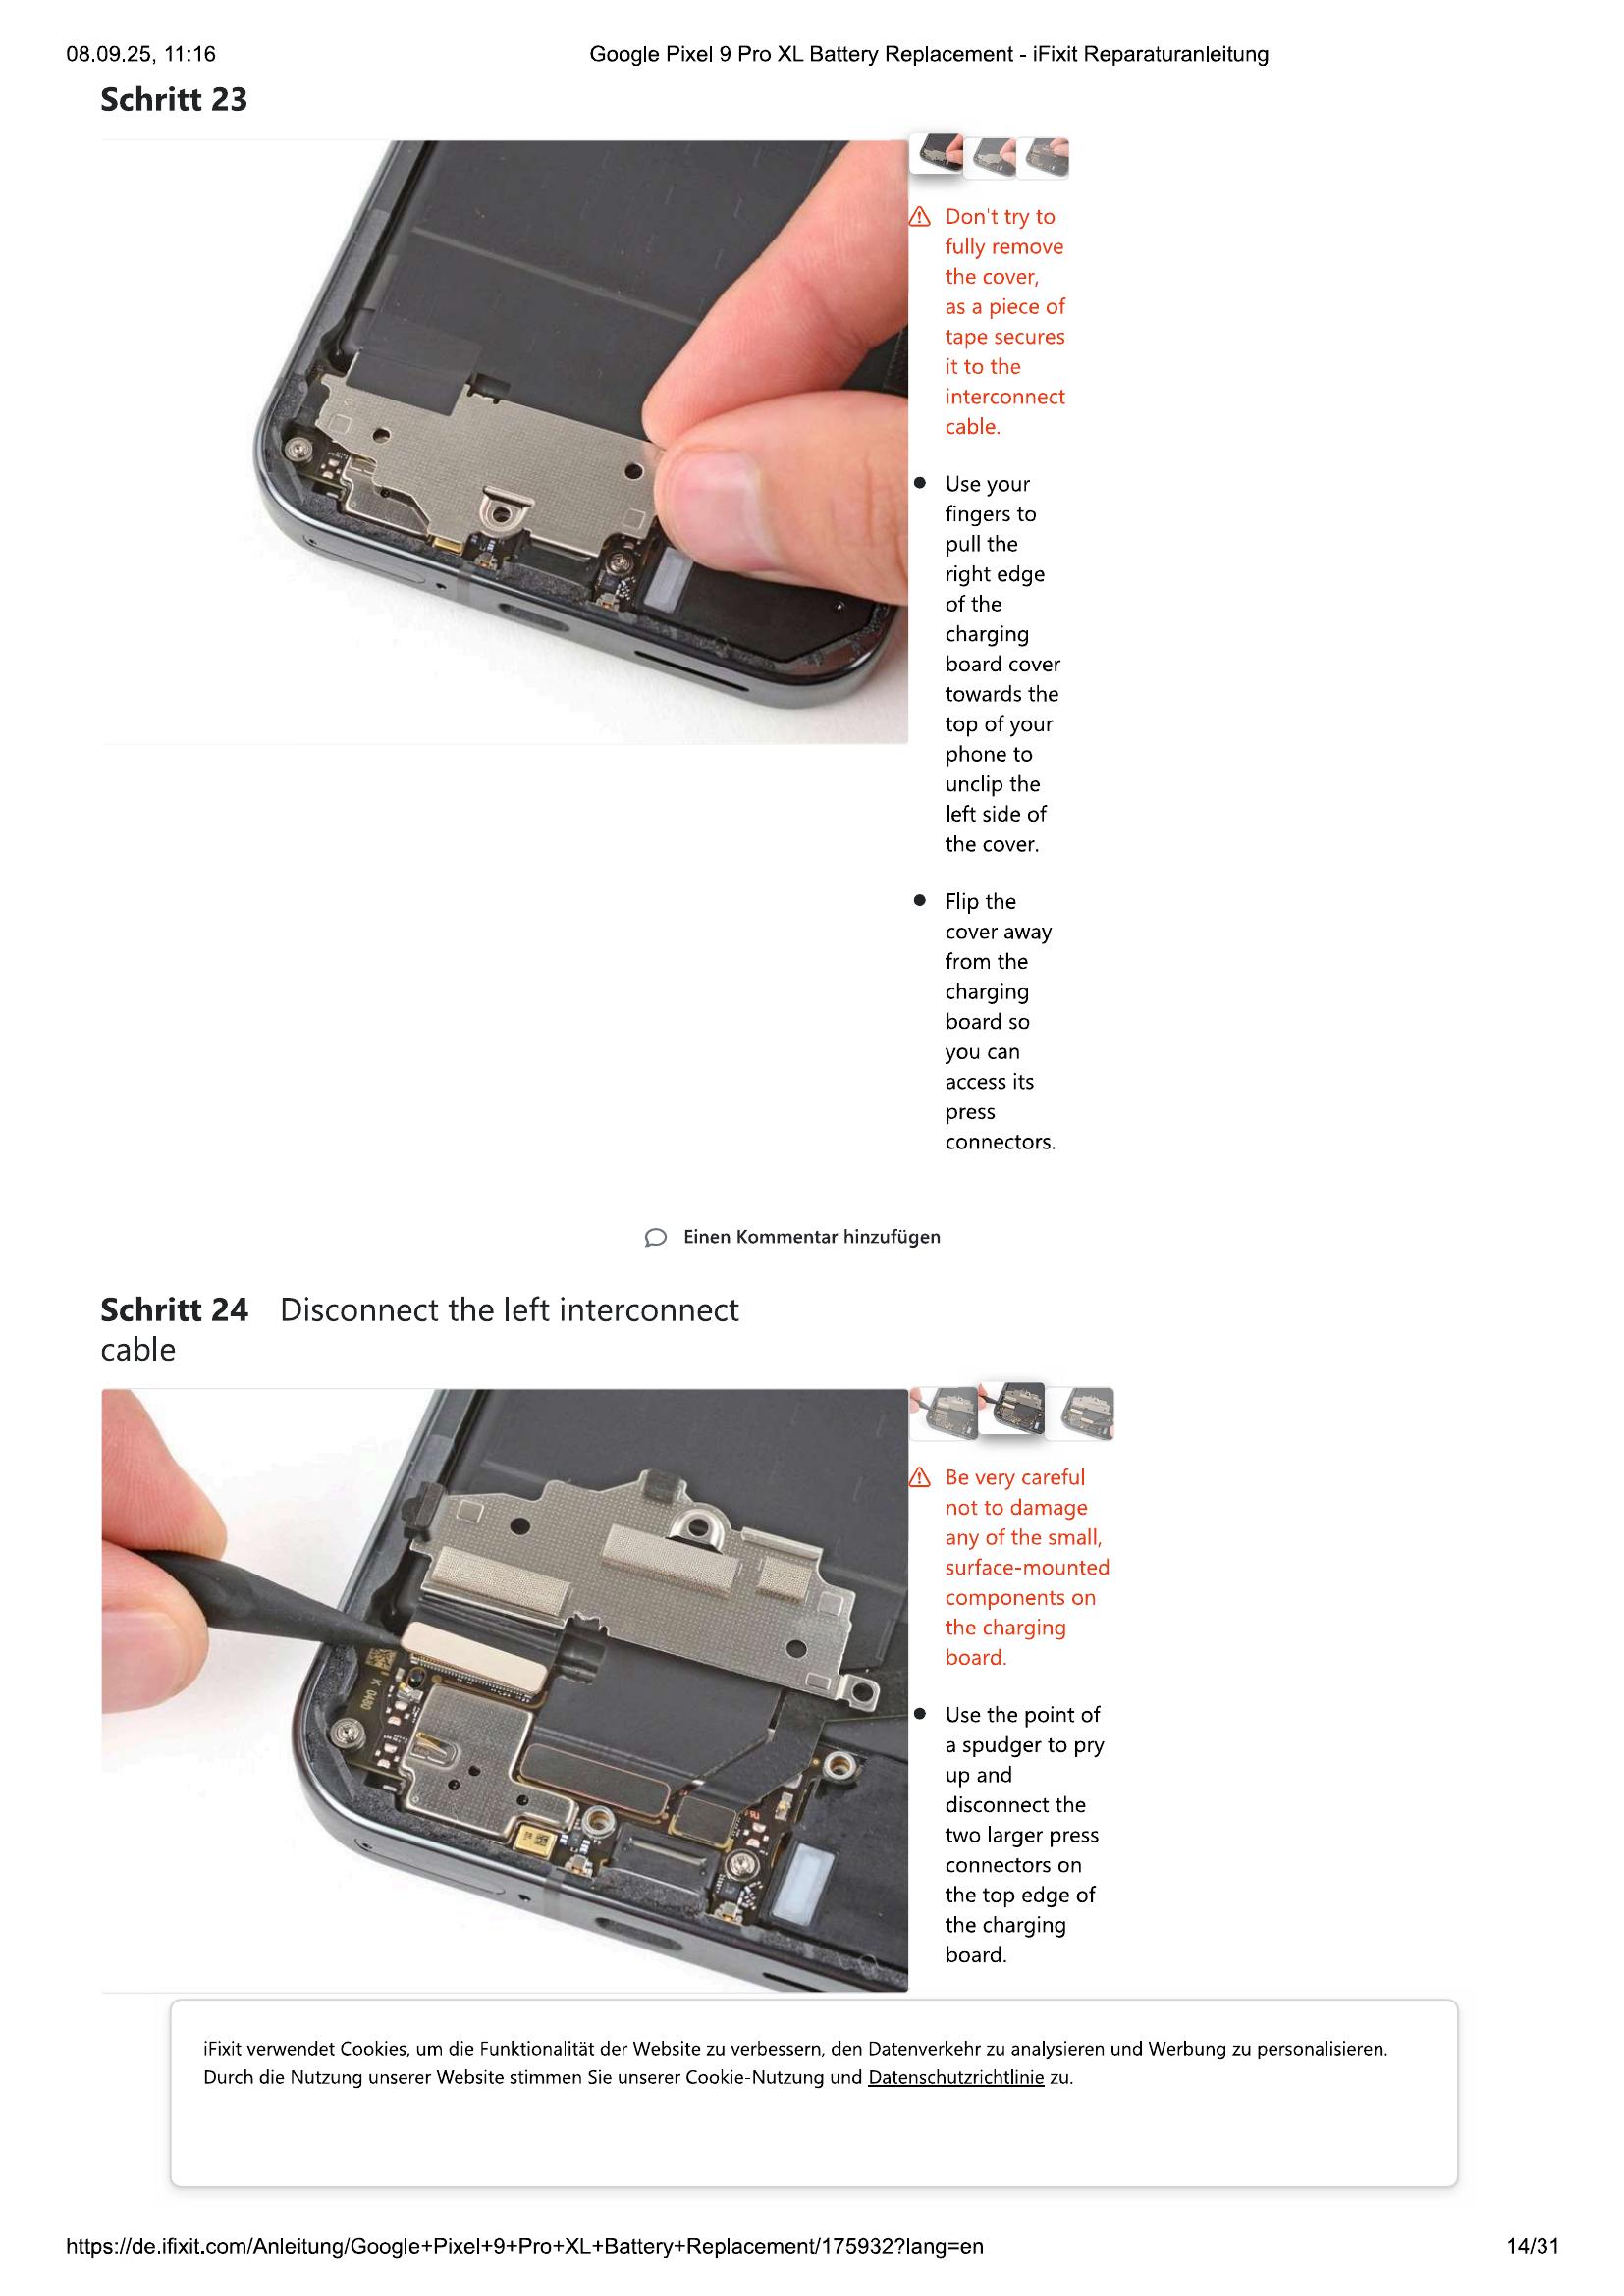 08.09.25, 11:16
Google Pixel 9 Pro XL Battery Replacement - iFixit Reparaturanleitung
Schritt 23
Don't try to
fully remove
the cover,
as a piece of
tape secures
it to the
interconnect
cable.
Use your
fingers to
pull the
right edge
of the
charging
board cover
towards the
top of your
phone to
unclip the
left side of
the cover.
Flip the
cover away
from the
charging
board so
you can
access its
press
connectors.
Einen Kommentar hinzufügen
Schritt 24 Disconnect the left interconnect
cable
K 0480
Be very careful
not to damage
any of the small,
surface-mounted
components on
the charging
board.
Use the point of
a spudger to pry
up and
disconnect the
two larger press
connectors on
the top edge of
the charging
board.
iFixit verwendet Cookies, um die Funktionalität der Website zu verbessern, den Datenverkehr zu analysieren und Werbung zu personalisieren.
Durch die Nutzung unserer Website stimmen Sie unserer Cookie-Nutzung und Datenschutzrichtlinie zu.
https://de.ifixit.com/Anleitung/Google+Pixel+9+Pro+XL+Battery+Replacement/175932?lang=en
14/31